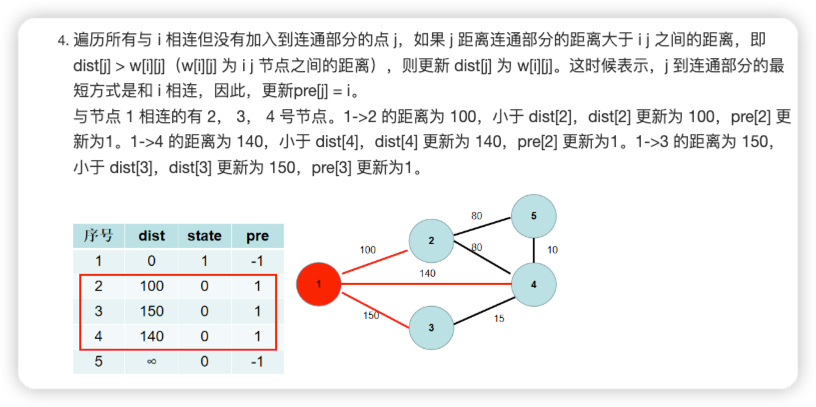 4. 遍历所有与 i 相连但没有加入到连通部分的点 j，如果 j 距离连通部分的距离大于 i j 之间的距离，即
dist[j] > w[i][j]（w[i][j] 为 i j 节点之间的距离），则更新 dist[j] 为 w[i][j]。这时候表示，j 到连通部分的最
短方式是和 i 相连，因此，更新pre[j] = i。
与节点 1 相连的有 2， 3， 4 号节点。1->2 的距离为 100，小于 dist[2]，dist[2] 更新为 100，pre[2] 更
新为1。1->4 的距离为 140，小于 dist[4]，dist[4] 更新为 140，pre[2] 更新为1。1->3 的距离为 150，
小于 dist[3]，dist[3] 更新为 150，pre[3] 更新为1。
序号 dist state pre
1 0 1 -1
2 100 0 1
3 150 0 1
4 140 0 1
5 ∞ 0 -1
80 5
2
100 80 10
140
1 4
150
3 15